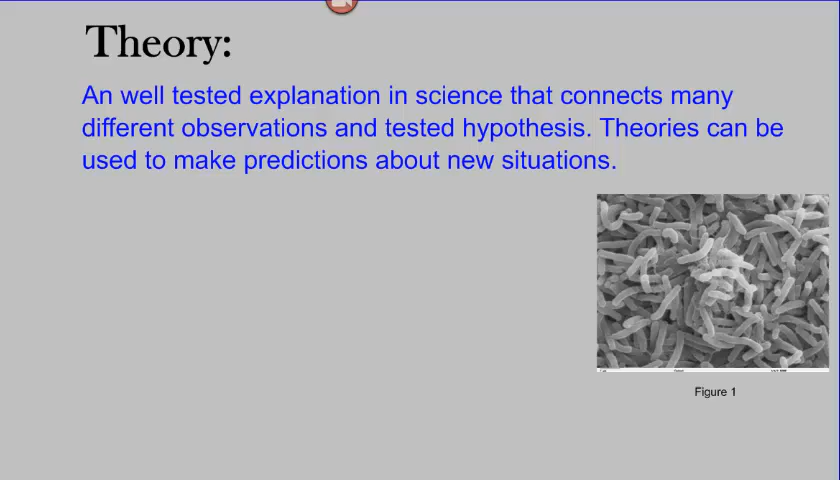 Theory:
An well tested explanation in science that connects many
different observations and tested hypothesis. Theories can be
used to make predictions about new situations.
Figure 1